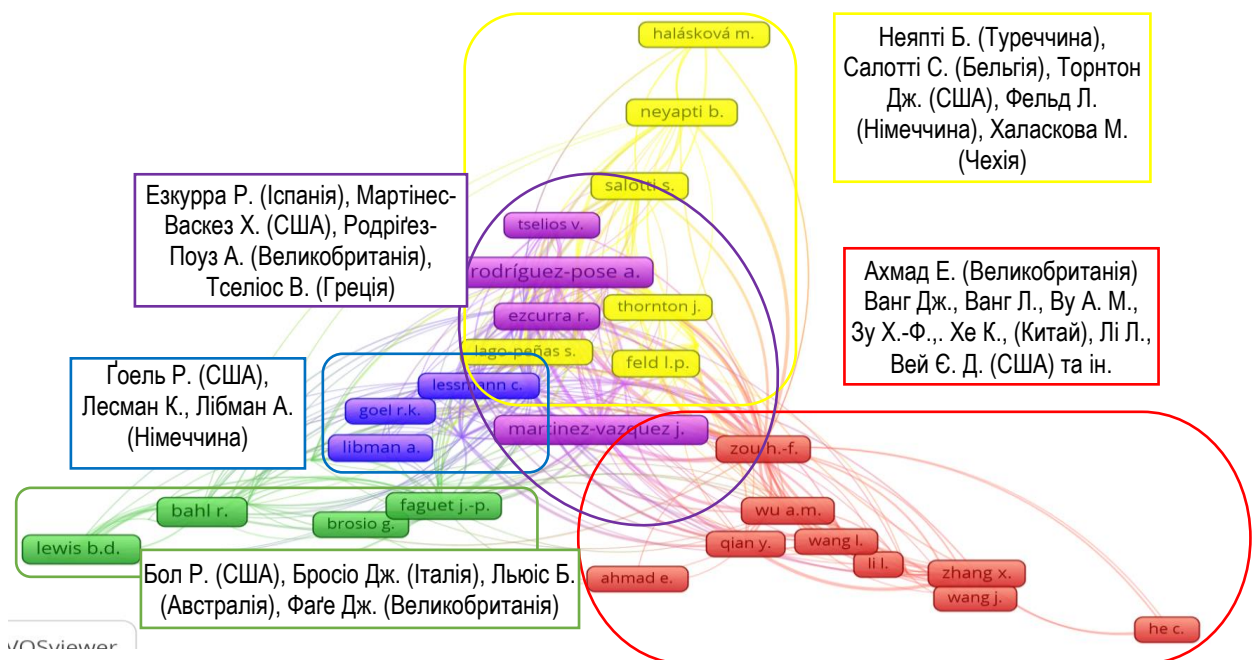 halásková m.
Неяпті Б. (Туреччина),
Салотті С. (Бельгія), Торнтон
Дж. (США), Фельд Л.
(Німеччина), Халаскова М.
(Чехія)
neyapti b.
salotti s.
Езкурра Р. (Іспанія), Мартінес-
Васкез Х. (США), Родріґез-
Поуз А. (Великобританія),
Тселіос В. (Греція)
tselios v.
rodríguez-pose a.
thornton j.
ezcurra r.
lago-peñas s.
feld l.p.
Ахмад Е. (Великобританія)
Ванг Дж., Ванг Л., Ву А. М.,
Зу Х.-Ф.,. Хе К., (Китай), Лі Л.,
Вей Є. Д. (США) та ін.
Ґоель Р. (США),
Лесман К., Лібман А.
(Німеччина)
lessmann c.
goel r.k.
libman a.
martinez-vazquez j.
zou h.-f.
bahl r.
faguet j.-p.
brosio g.
lewis b.d.
wu a.m.
qian y.
wang l.
li l.
ahmad e.
zhang x.
wang j.
he c.
Бол Р. (США), Бросіо Дж. (Італія), Льюіс Б.
(Австралія), Фаґе Дж. (Великобританія)
VOSviewer